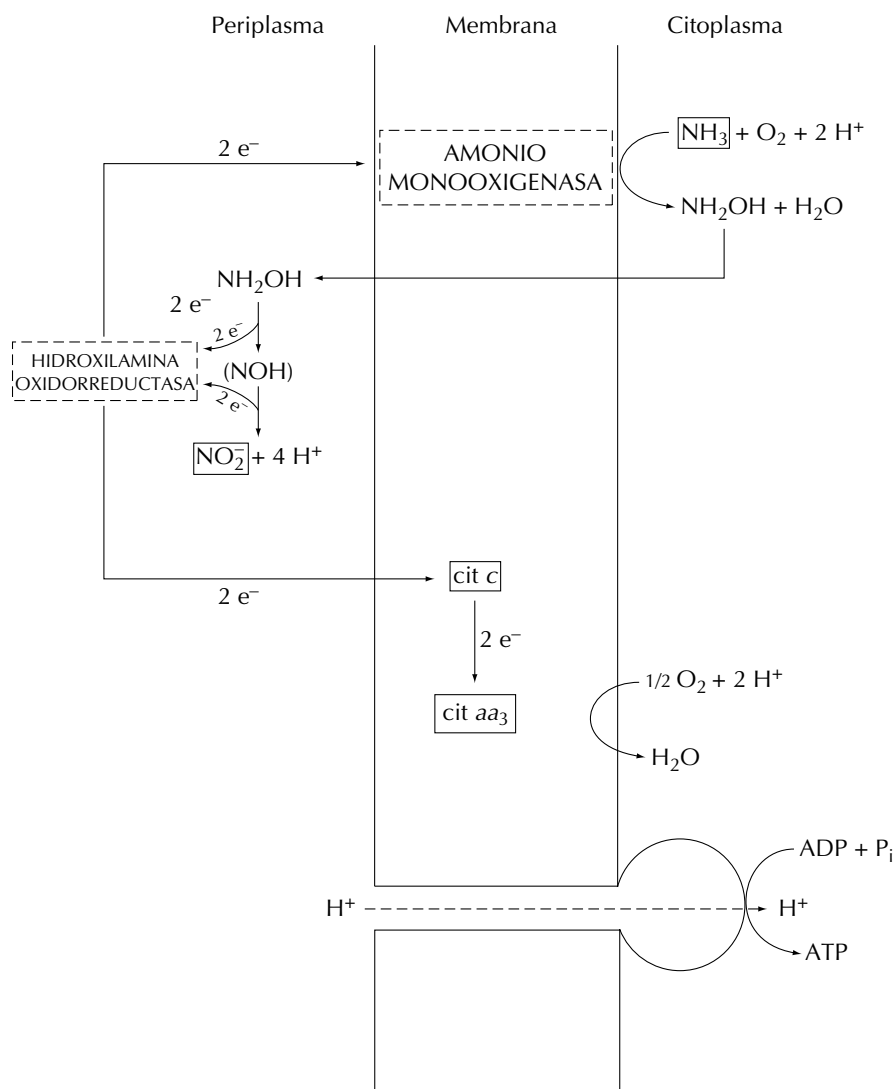 Periplasma Membrana Citoplasma
2 e⁻
AMONIO
MONOOXIGENASA
NH₃ + O₂ + 2 H⁺
NH₂OH + H₂O
NH₂OH
2 e⁻
2 e⁻
HIDROXILAMINA
OXIDORREDUCTASA
(NOH)
2 e⁻
NO₂⁻ + 4 H⁺
2 e⁻
cit c
2 e⁻
cit aa₃
1/2 O₂ + 2 H⁺
H₂O
ADP + Pᵢ
H⁺ H⁺
ATP